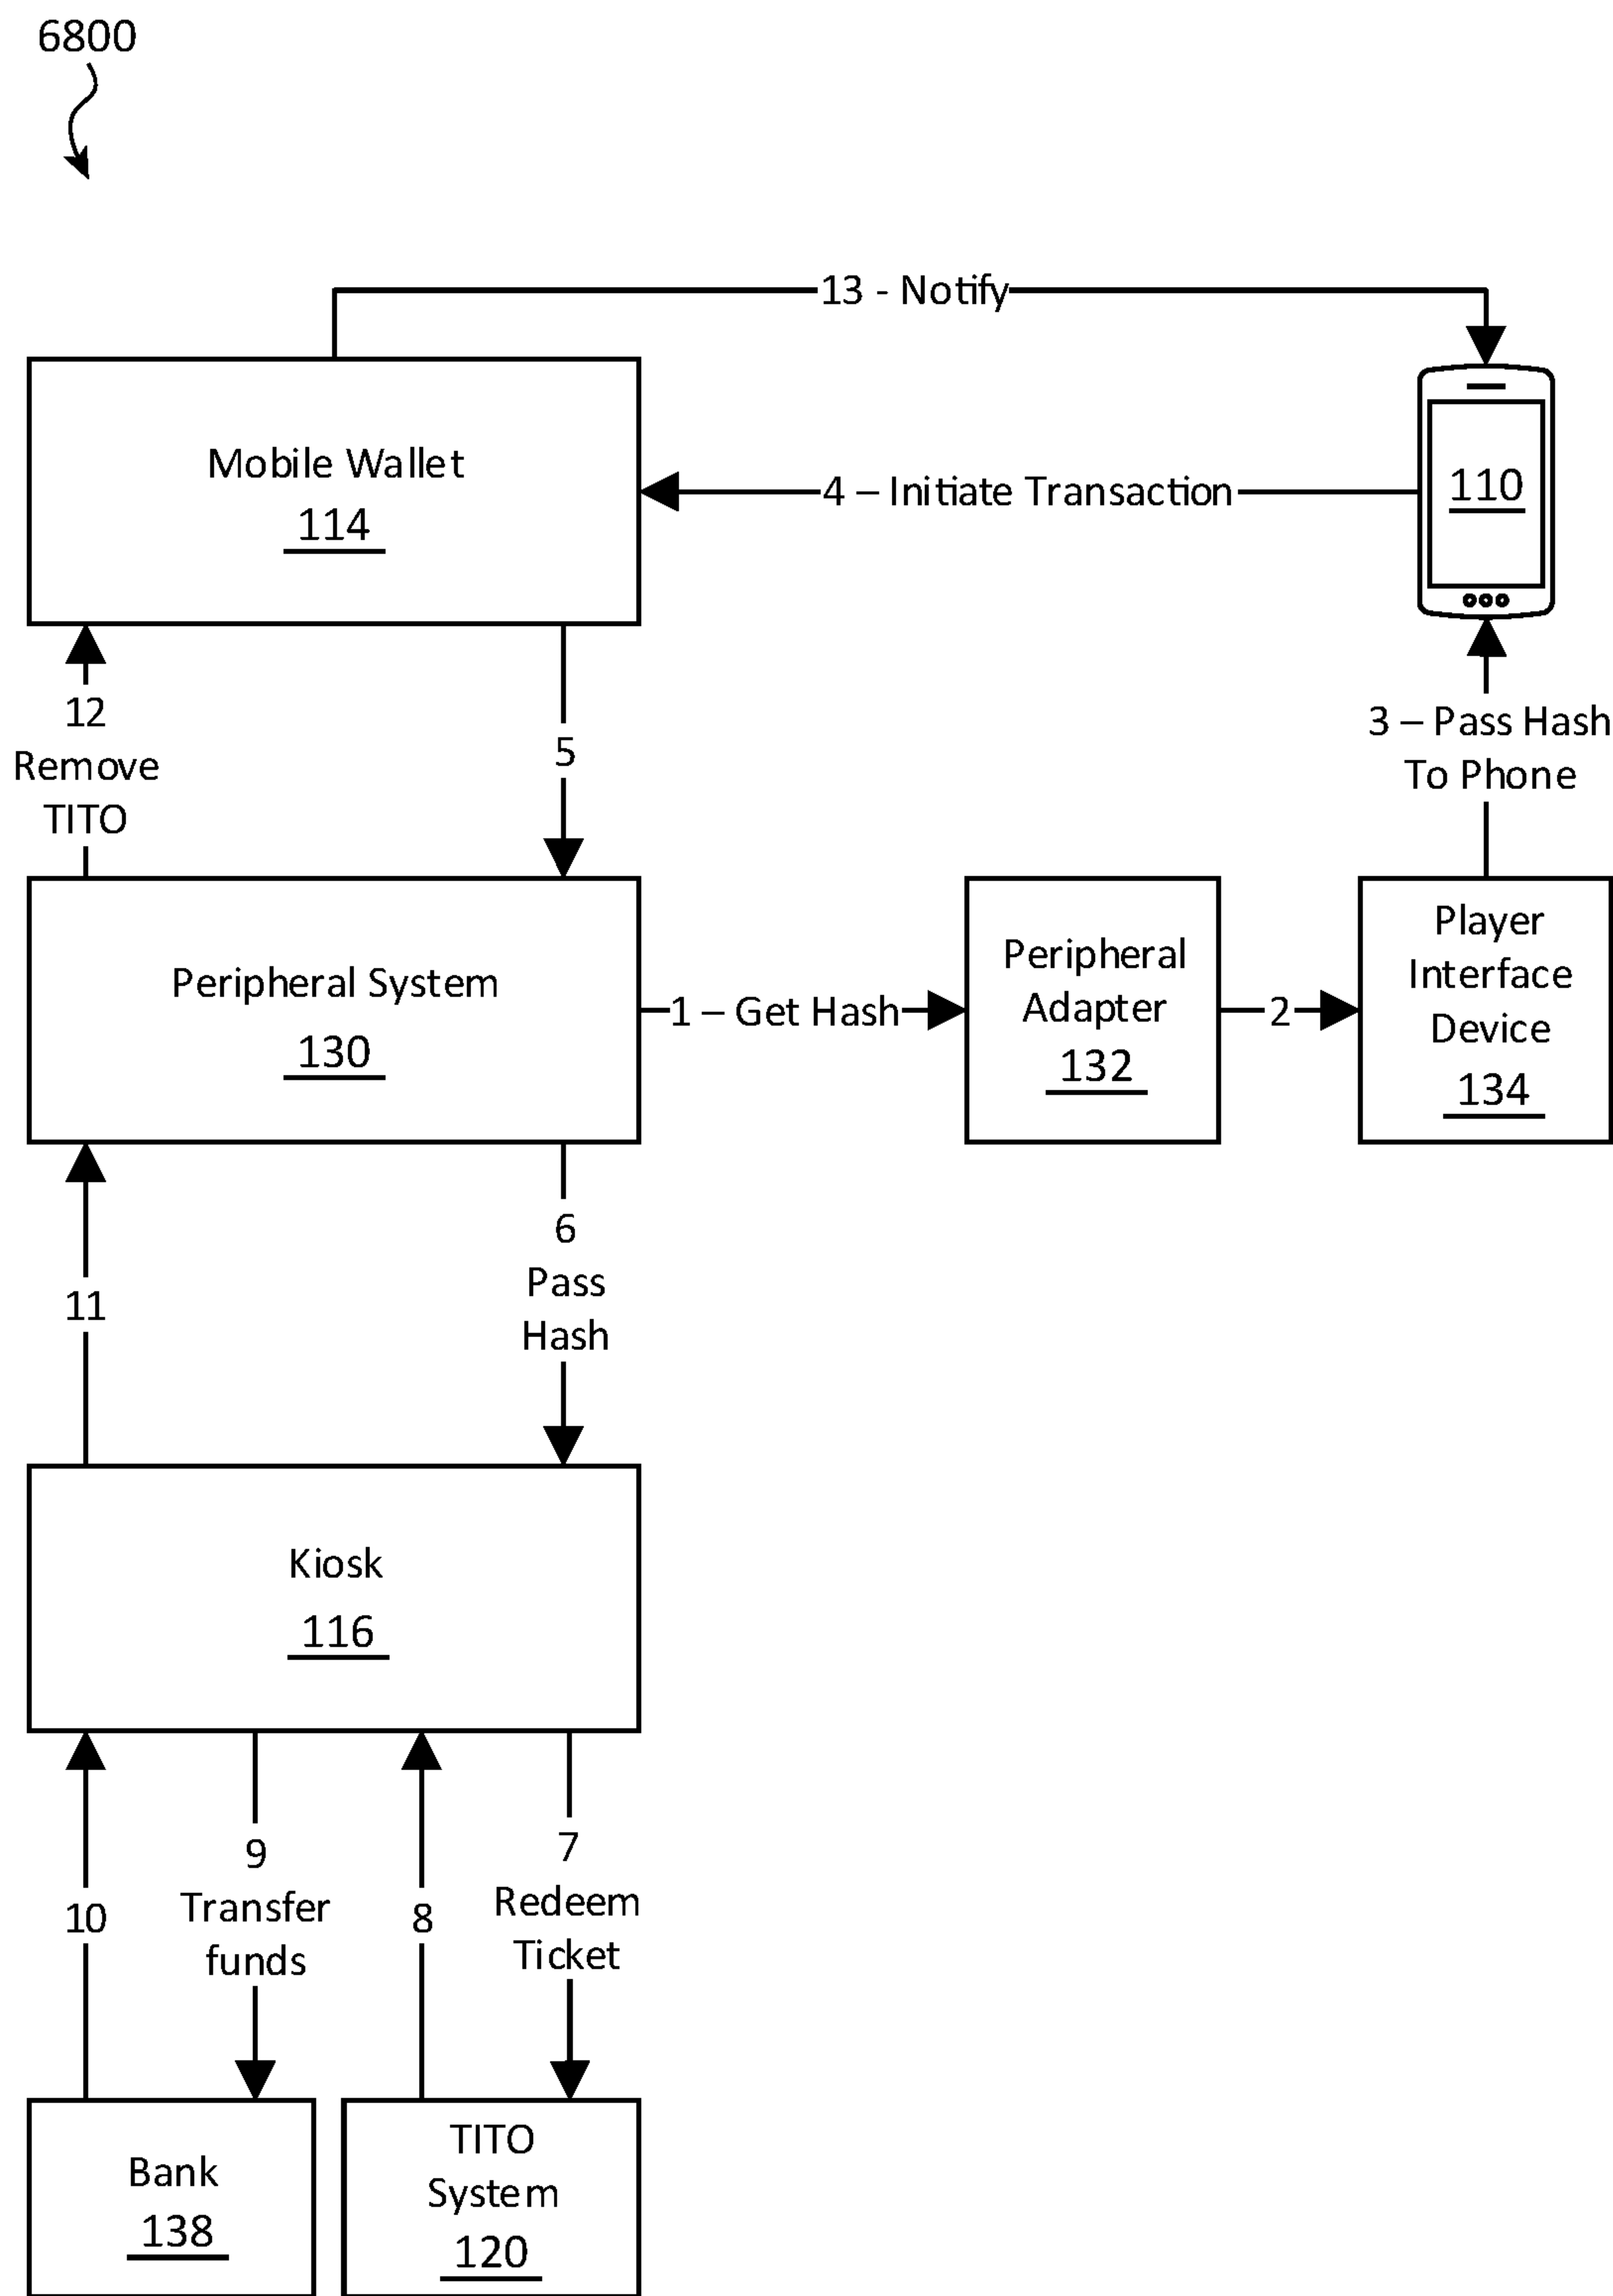 6800
13 - Notify
Mobile Wallet
114
4 – Initiate Transaction
110
12
Remove
TITO
5
3 – Pass Hash
To Phone
Peripheral System
130
1 – Get Hash
Peripheral
Adapter
132
2
Player
Interface
Device
134
11
6
Pass
Hash
Kiosk
116
10
9
Transfer
funds
8
7
Redeem
Ticket
Bank
138
TITO
System
120